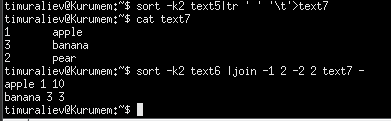 timuraliev@Kurumem:~$ sort -k2 text5|tr ' ' '\t'>text7
timuraliev@Kurumem:~$ cat text7
1	apple
3	banana
2	pear
timuraliev@Kurumem:~$ sort -k2 text6 |join -1 2 -2 2 text7 -
apple 1 10
banana 3 3
timuraliev@Kurumem:~$